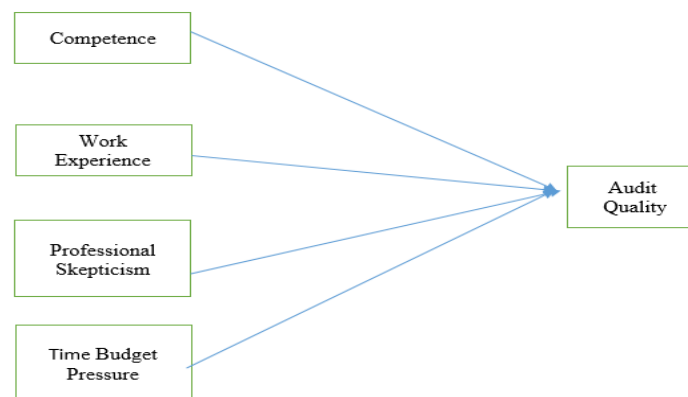 Competence
Work
Experience
Professional
Skepticism
Time Budget
Pressure
Audit
Quality